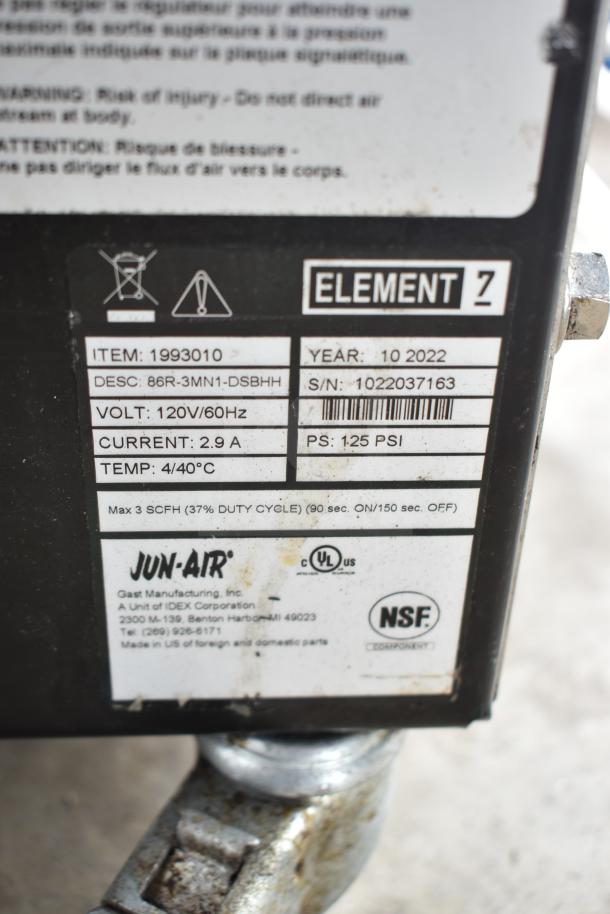 pas régler le régulateur pour atteindre une
pression de sortie supérieure à la pression
maximale indiquée sur la plaque signalétique.
WARNING: Risk of injury - Do not direct air
stream at body.
ATTENTION: Risque de blessure -
ne pas diriger le flux d'air vers le corps.
ELEMENT 7
ITEM: 1993010
YEAR: 10 2022
DESC: 86R-3MN1-DSBHH
S/N: 1022037163
VOLT: 120V/60Hz
CURRENT: 2.9 A
PS: 125 PSI
TEMP: 4/40°C
Max 3 SCFH (37% DUTY CYCLE) (90 sec. ON/150 sec. OFF)
JUN-AIR®
C UL US
Gast Manufacturing, Inc.
A Unit of IDEX Corporation
2300 M-139, Benton Harbor MI 49023
Tel: (269) 926-6171
Made in US of foreign and domestic parts
NSF.
COMPONENT